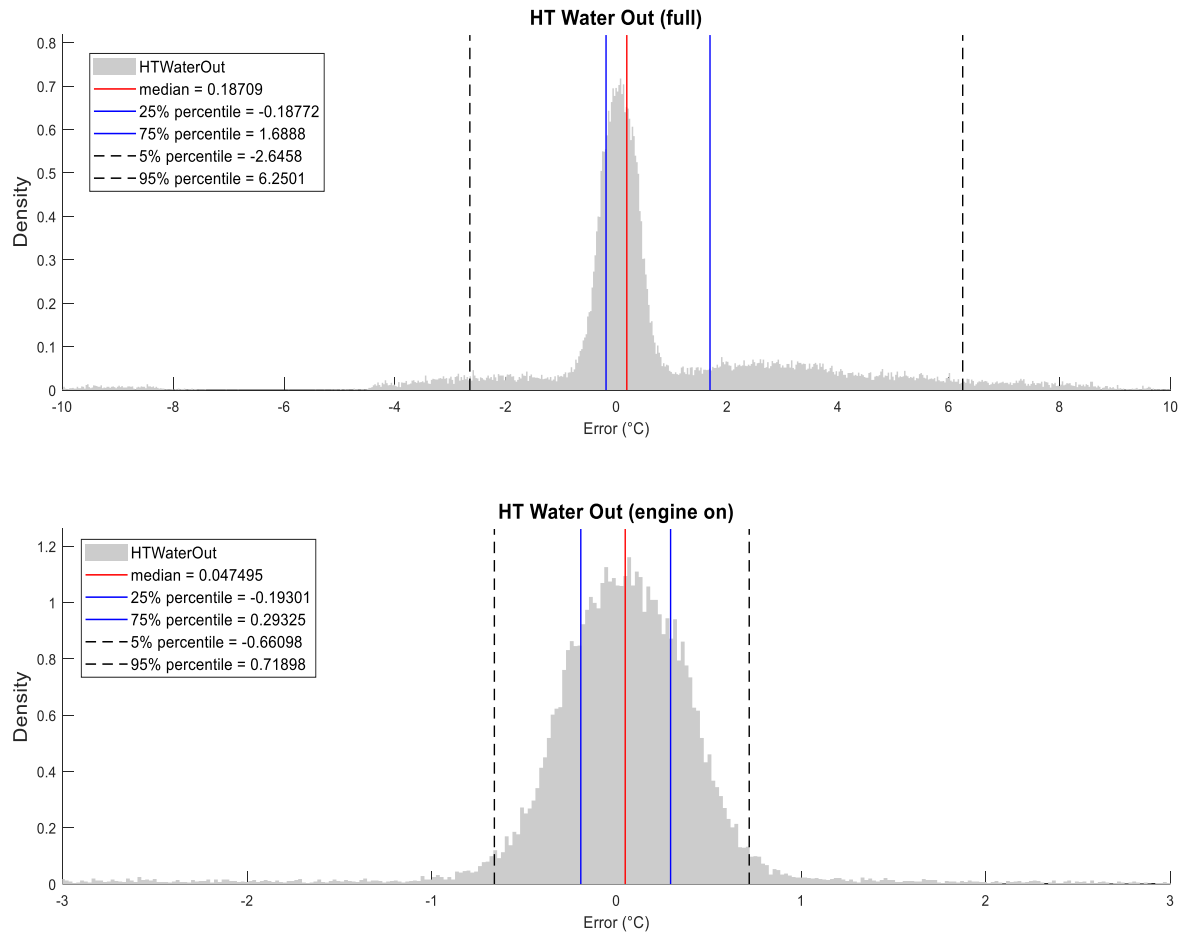 HT Water Out (full)
0.8
0.7
0.6
0.5
0.4
0.3
0.2
0.1
0
Density
HTWaterOut
median = 0.18709
25% percentile = -0.18772
75% percentile = 1.6888
5% percentile = -2.6458
95% percentile = 6.2501
-10 -8 -6 -4 -2 0 2 4 6 8 10
Error (°C)
HT Water Out (engine on)
1.2
1
0.8
0.6
0.4
0.2
0
Density
HTWaterOut
median = 0.047495
25% percentile = -0.19301
75% percentile = 0.29325
5% percentile = -0.66098
95% percentile = 0.71898
-3 -2 -1 0 1 2 3
Error (°C)